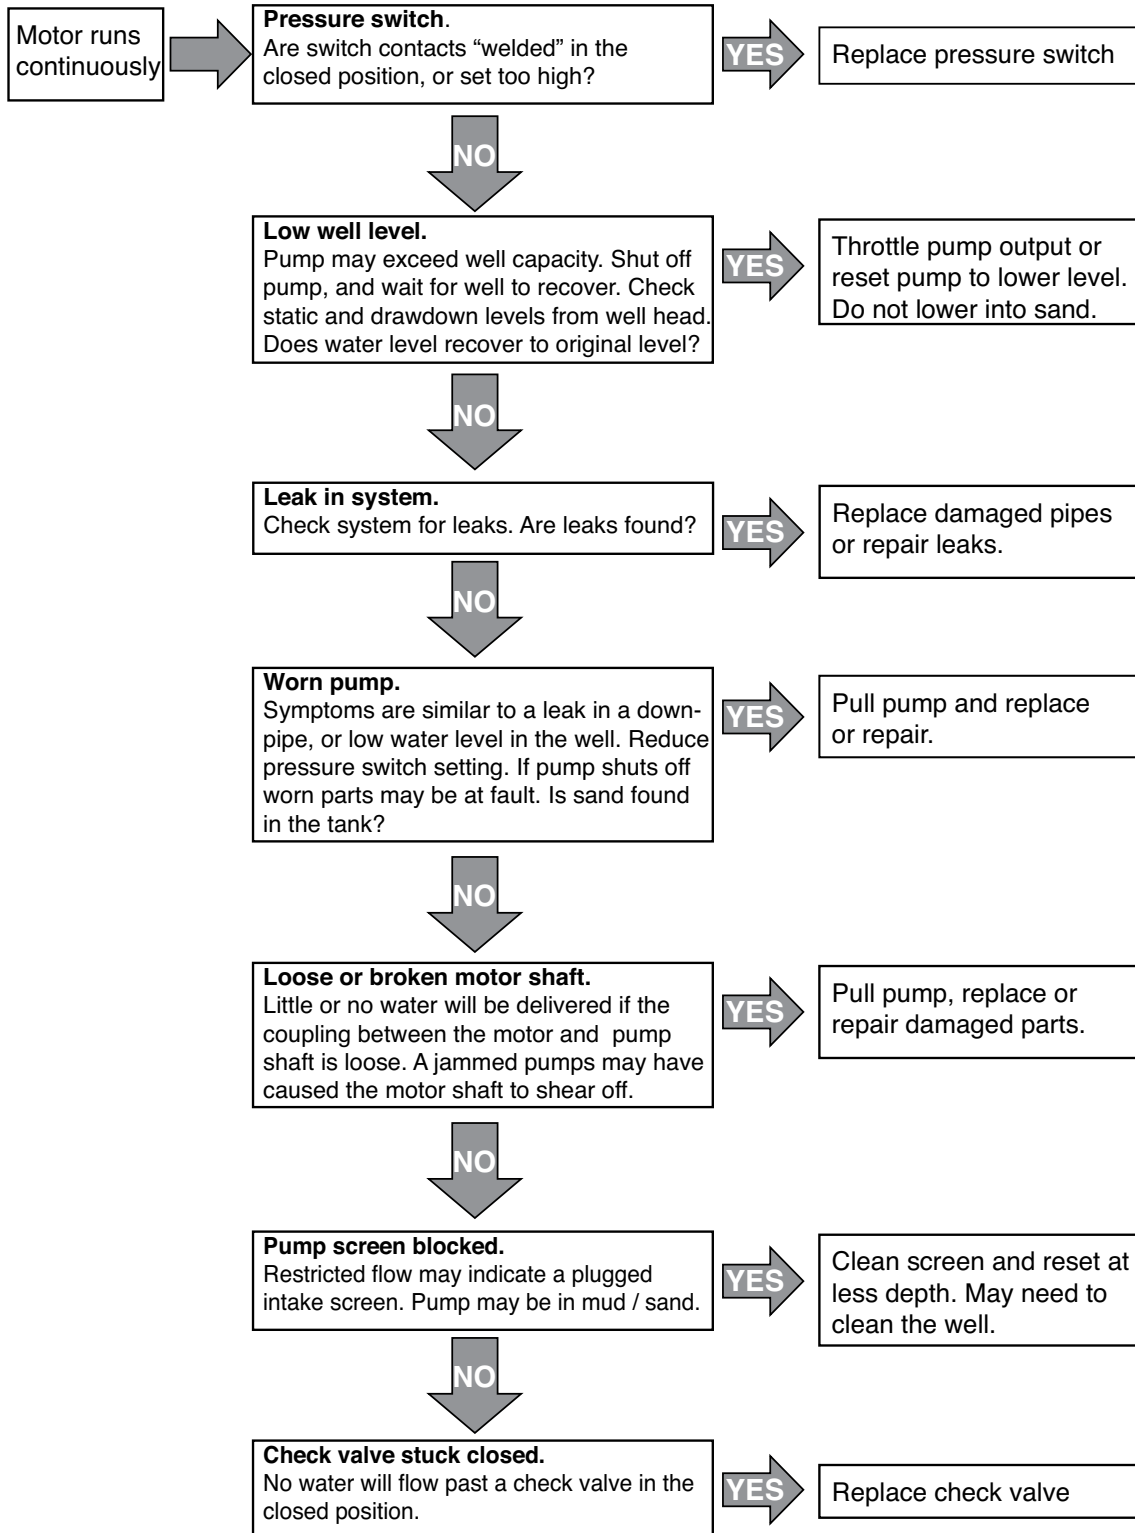 Motor runs
continuously
Pressure switch.
Are switch contacts “welded” in the
closed position, or set too high?
YES
Replace pressure switch
NO
Low well level.
Pump may exceed well capacity. Shut off
pump, and wait for well to recover. Check
static and drawdown levels from well head.
Does water level recover to original level?
YES
Throttle pump output or
reset pump to lower level.
Do not lower into sand.
NO
Leak in system.
Check system for leaks. Are leaks found?
YES
Replace damaged pipes
or repair leaks.
NO
Worn pump.
Symptoms are similar to a leak in a down-
pipe, or low water level in the well. Reduce
pressure switch setting. If pump shuts off
worn parts may be at fault. Is sand found
in the tank?
YES
Pull pump and replace
or repair.
NO
Loose or broken motor shaft.
Little or no water will be delivered if the
coupling between the motor and pump
shaft is loose. A jammed pumps may have
caused the motor shaft to shear off.
YES
Pull pump, replace or
repair damaged parts.
NO
Pump screen blocked.
Restricted flow may indicate a plugged
intake screen. Pump may be in mud / sand.
YES
Clean screen and reset at
less depth. May need to
clean the well.
NO
Check valve stuck closed.
No water will flow past a check valve in the
closed position.
YES
Replace check valve